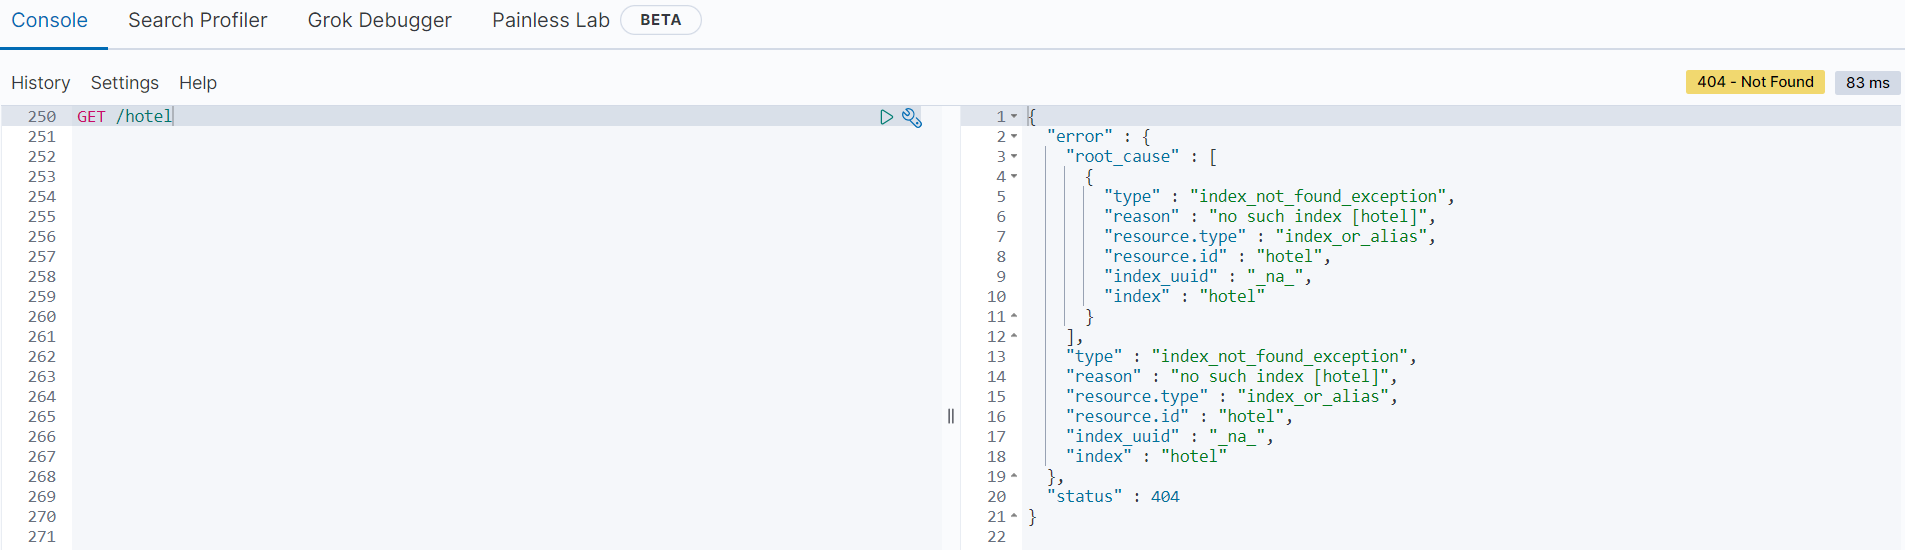 Console Search Profiler Grok Debugger Painless Lab BETA
History Settings Help 404 - Not Found 83 ms
250 GET /hotel
251
252
253
254
255
256
257
258
259
260
261
262
263
264
265
266
267
268
269
270
271
1 {
2 "error" : {
3 "root_cause" : [
4 {
5 "type" : "index_not_found_exception",
6 "reason" : "no such index [hotel]",
7 "resource.type" : "index_or_alias",
8 "resource.id" : "hotel",
9 "index_uuid" : "_na_",
10 "index" : "hotel"
11 }
12 ],
13 "type" : "index_not_found_exception",
14 "reason" : "no such index [hotel]",
15 "resource.type" : "index_or_alias",
16 "resource.id" : "hotel",
17 "index_uuid" : "_na_",
18 "index" : "hotel"
19 },
20 "status" : 404
21 }
22